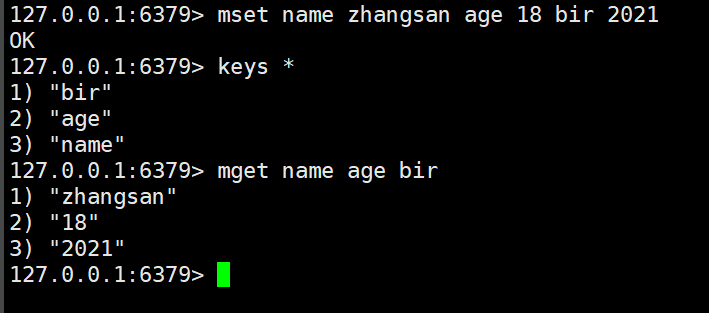 127.0.0.1:6379> mset name zhangsan age 18 bir 2021
OK
127.0.0.1:6379> keys *
1) "bir"
2) "age"
3) "name"
127.0.0.1:6379> mget name age bir
1) "zhangsan"
2) "18"
3) "2021"
127.0.0.1:6379>